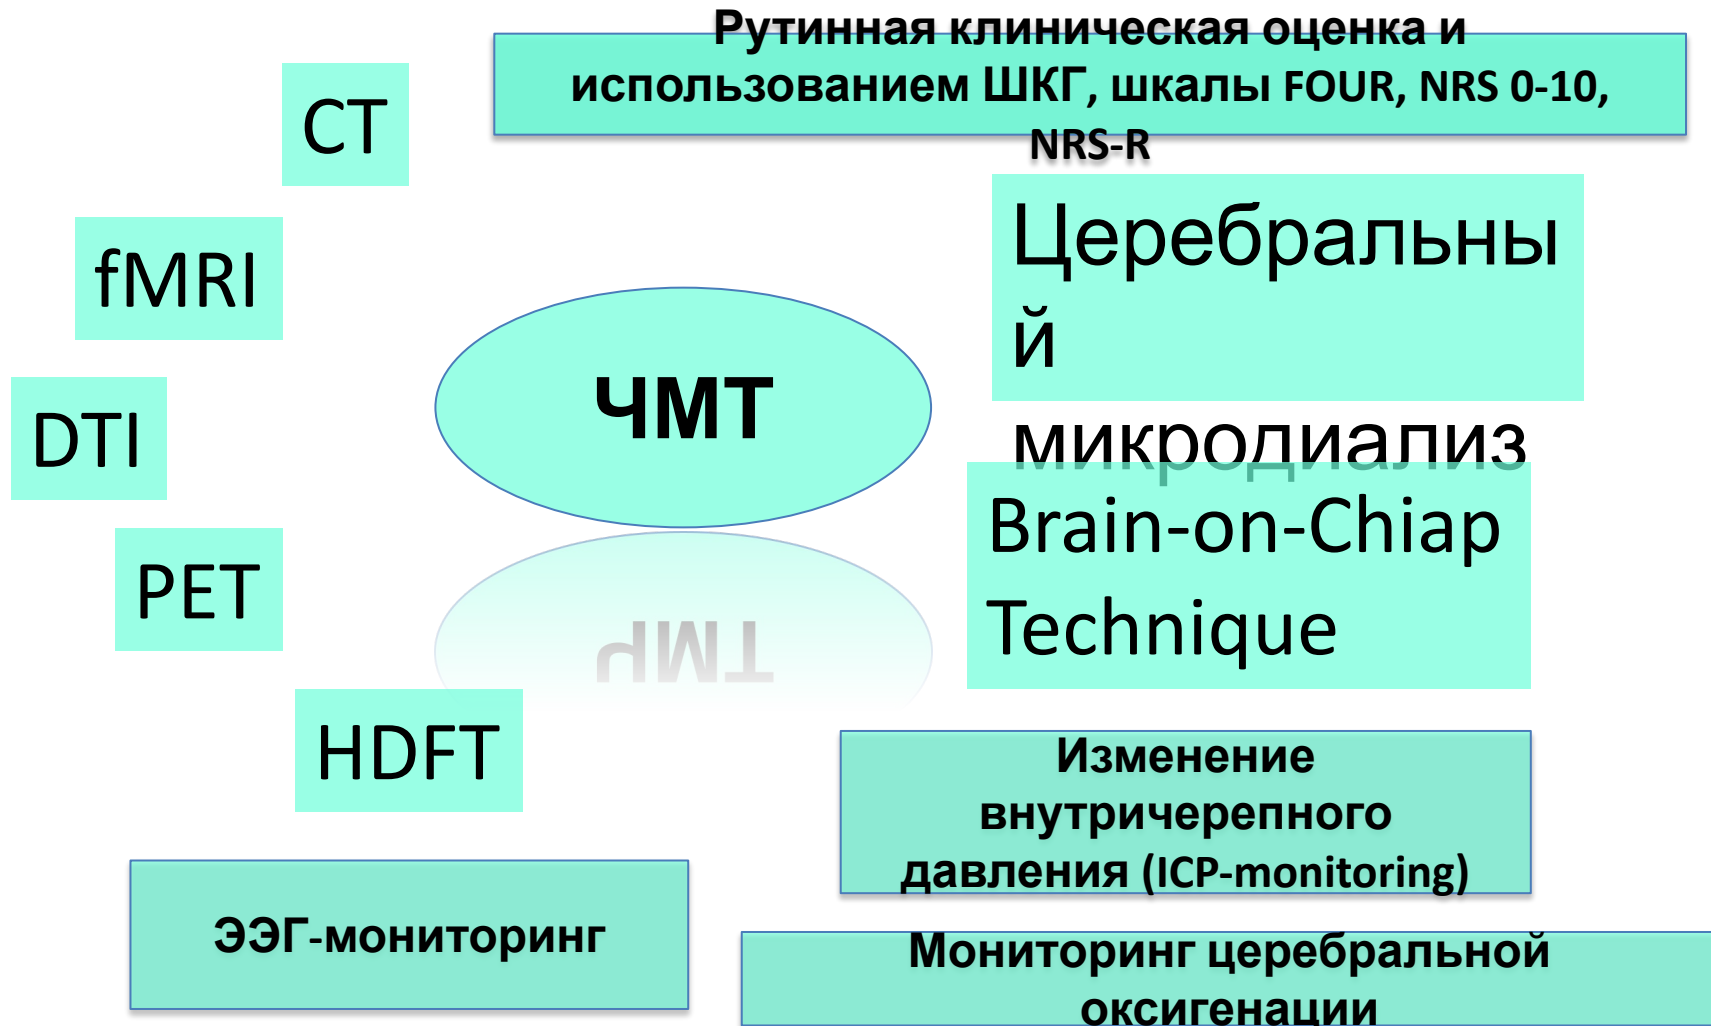 Рутинная клиническая оценка и
использованием ШКГ, шкалы FOUR, NRS 0-10,
NRS-R
CT
fMRI
DTI
PET
HDFT
ЧМТ
ЧМТ
Церебральны
й
микродиализ
Brain-on-Chiap
Technique
Изменение
внутричерепного
давления (ICP-monitoring)
ЭЭГ-мониторинг
Мониторинг церебральной
оксигенации